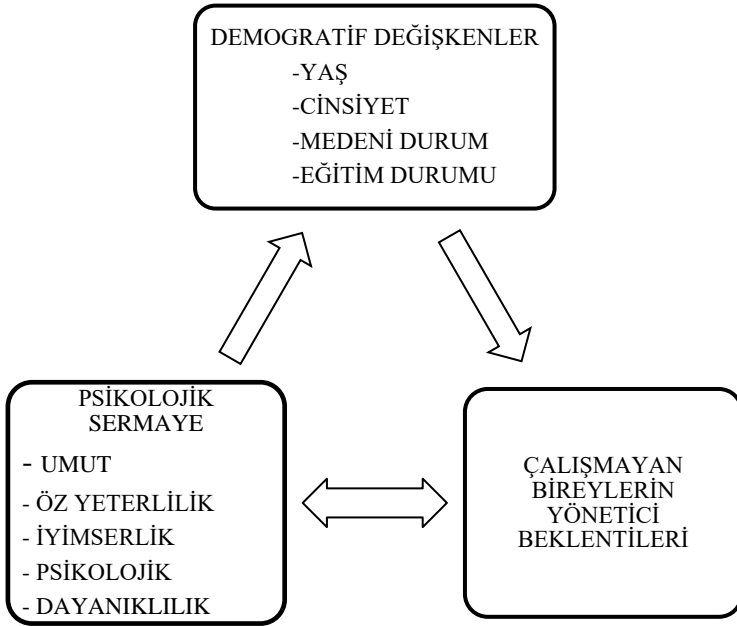 DEMOGRATİF DEĞİŞKENLER
-YAŞ
-CİNSİYET
-MEDENİ DURUM
-EĞİTİM DURUMU
PSİKOLOJİK
SERMAYE
- UMUT
- ÖZ YETERLİLİK
- İYİMSERLİK
- PSİKOLOJİK
- DAYANIKLILIK
ÇALIŞMAYAN
BİREYLERİN
YÖNETİCİ
BEKLENTİLERİ